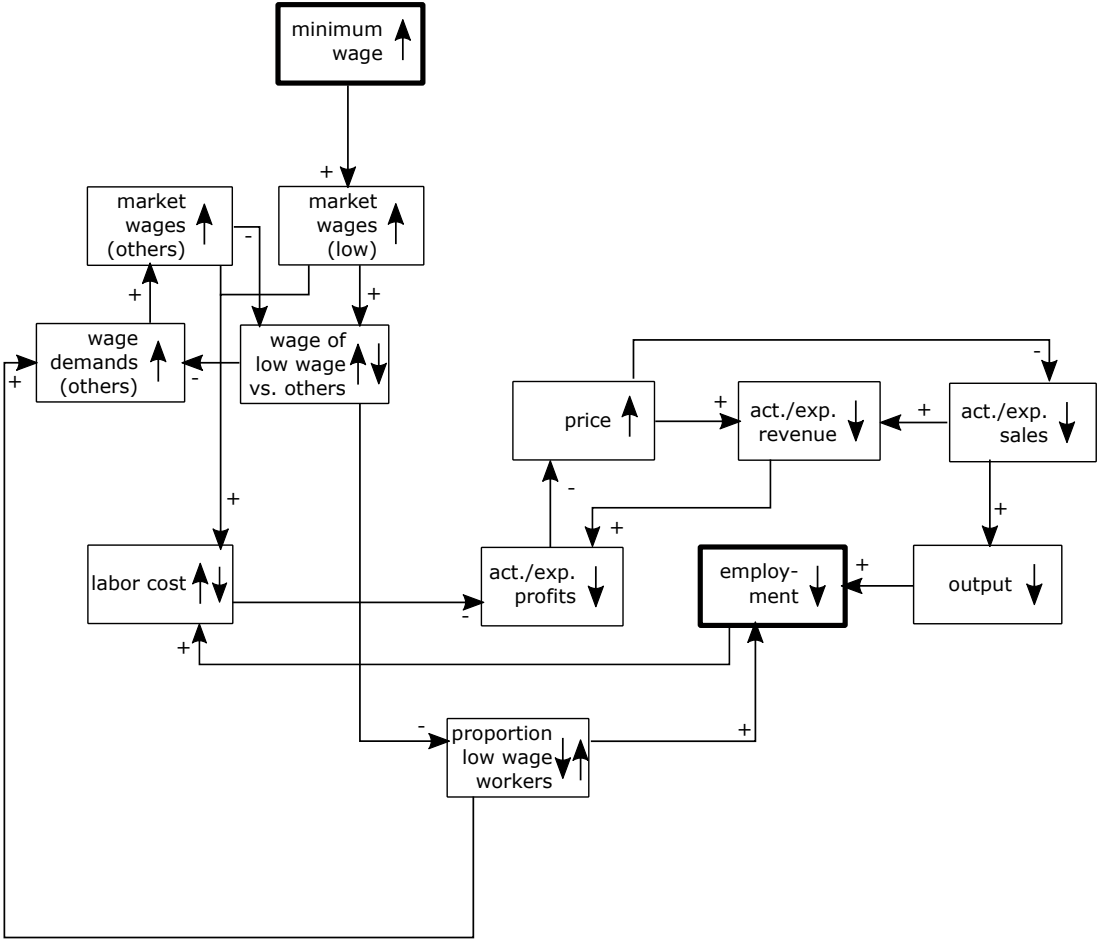 minimum
wage
+
market
wages
(others)
-
market
wages
(low)
+
+
wage
demands
(others)
+
-
wage of
low wage
vs. others
-
price
+
act./exp.
revenue
+
act./exp.
sales
+
-
+
+
labor cost
-
act./exp.
profits
employ-
ment
+
output
+
-
proportion
low wage
workers
+